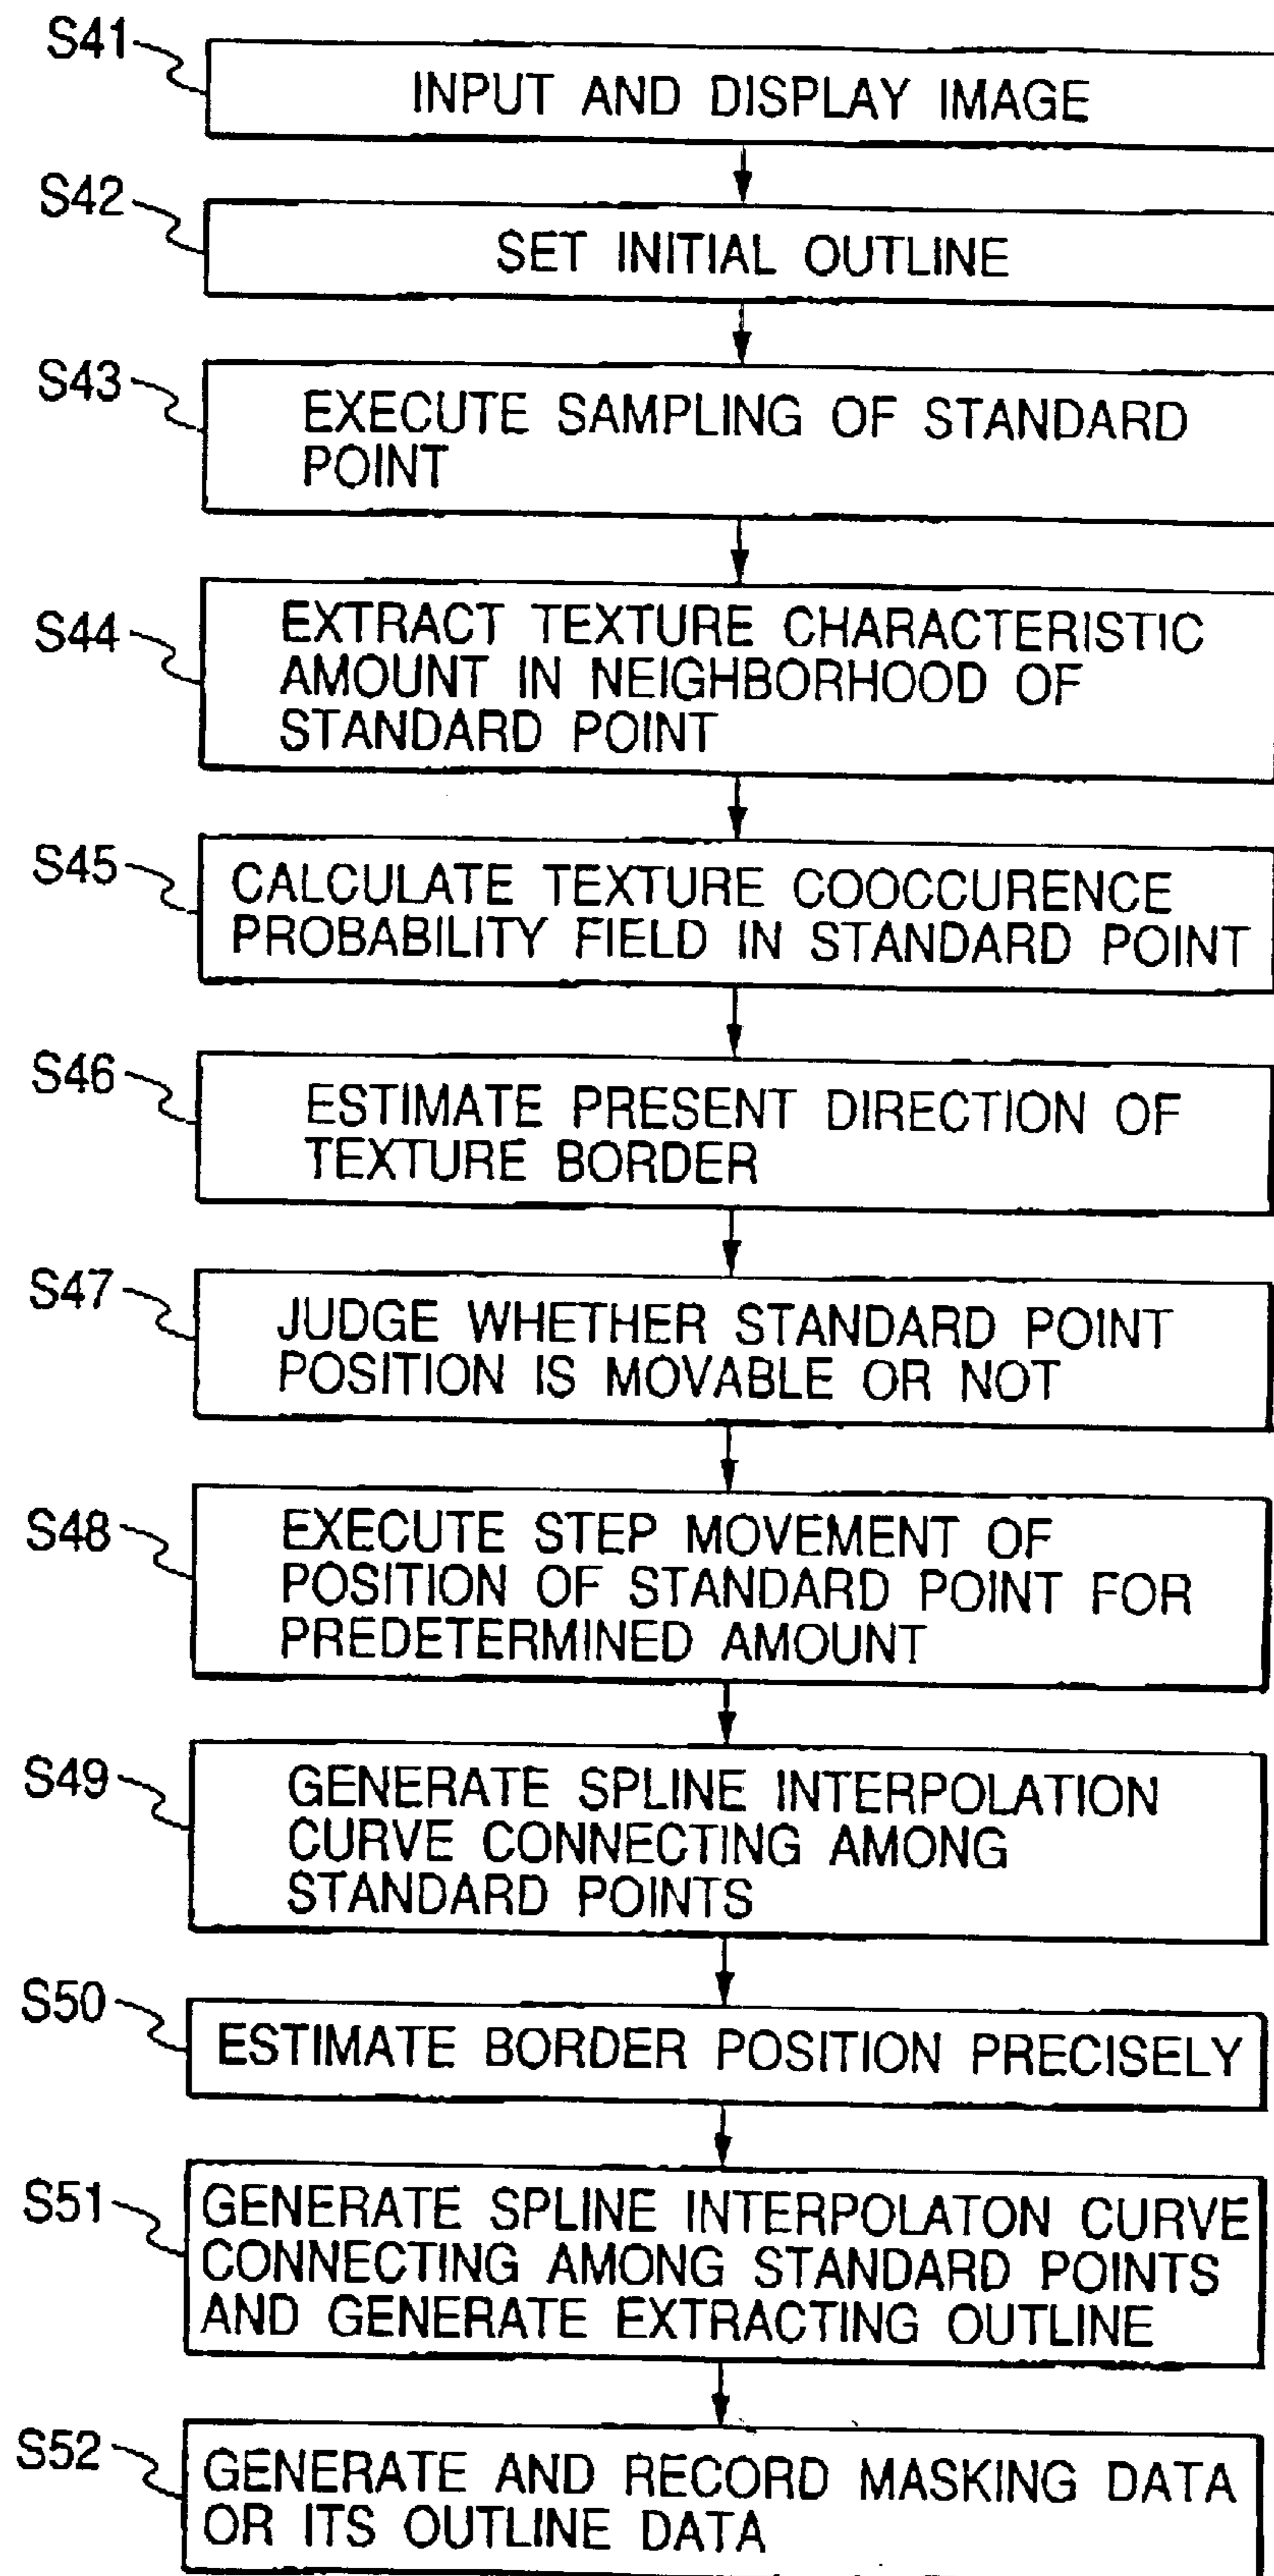 S41
INPUT AND DISPLAY IMAGE
S42
SET INITIAL OUTLINE
S43
EXECUTE SAMPLING OF STANDARD
POINT
S44
EXTRACT TEXTURE CHARACTERISTIC
AMOUNT IN NEIGHBORHOOD OF
STANDARD POINT
S45
CALCULATE TEXTURE COOCCURENCE
PROBABILITY FIELD IN STANDARD POINT
S46
ESTIMATE PRESENT DIRECTION OF
TEXTURE BORDER
S47
JUDGE WHETHER STANDARD POINT
POSITION IS MOVABLE OR NOT
S48
EXECUTE STEP MOVEMENT OF
POSITION OF STANDARD POINT FOR
PREDETERMINED AMOUNT
S49
GENERATE SPLINE INTERPOLATION
CURVE CONNECTING AMONG
STANDARD POINTS
S50
ESTIMATE BORDER POSITION PRECISELY
S51
GENERATE SPLINE INTERPOLATON CURVE
CONNECTING AMONG STANDARD POINTS
AND GENERATE EXTRACTING OUTLINE
S52
GENERATE AND RECORD MASKING DATA
OR ITS OUTLINE DATA